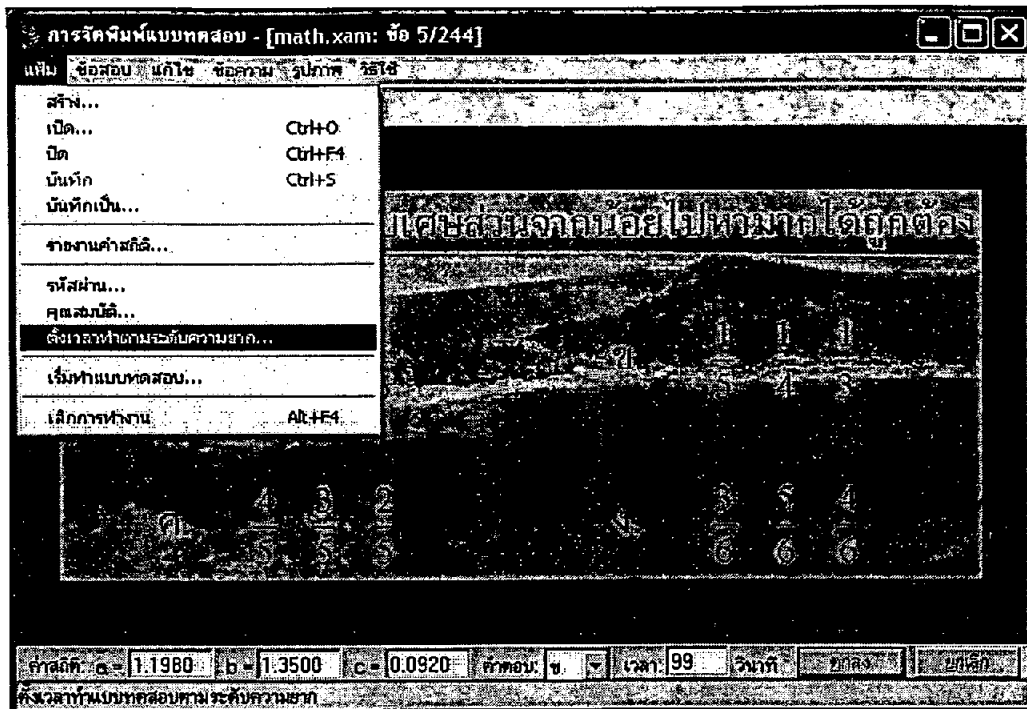 การจัดพิมพ์แบบทดสอบ - [math.xam: ข้อ 5/244]
แฟ้ม ข้อสอบ แก้ไข ข้อความ รูปภาพ วิธีใช้
สร้าง...
เปิด... Ctrl+O
ปิด Ctrl+F4
บันทึก Ctrl+S
บันทึกเป็น...
รายงานค่าสถิติ...
รหัสผ่าน...
คุณสมบัติ...
ตั้งเวลาทำตามระดับความยาก...
เริ่มทำแบบทดสอบ...
เลิกการทำงาน Alt+F4
เศษส่วนจากน้อยไปหามากได้ถูกต้อง
ข. 1/5 1/4 1/3
ค. 4/5 3/5 2/5
ง. 3/6 5/6 4/6
ค่าสถิติ: a = 1.1980 b = 1.3500 c = 0.0920 คำตอบ: ข. เวลา: 99 วินาที ตกลง ยกเลิก
ตั้งเวลาทำแบบทดสอบตามระดับความยาก